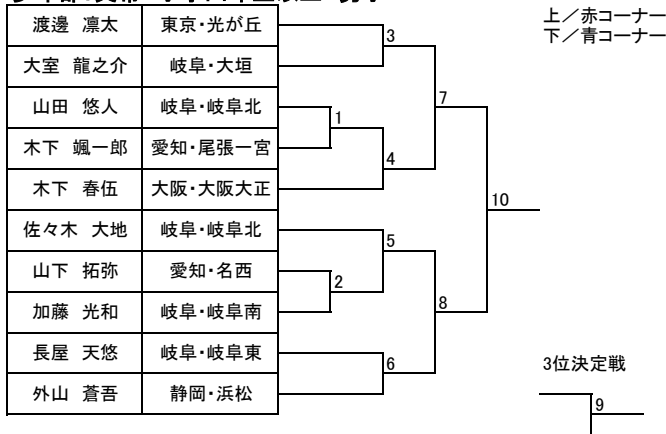 上／赤コーナー
下／青コーナー
渡邊 凛太 東京・光が丘
大室 龍之介 岐阜・大垣
山田 悠人 岐阜・岐阜北
木下 颯一郎 愛知・尾張一宮
木下 春伍 大阪・大阪大正
佐々木 大地 岐阜・岐阜北
山下 拓弥 愛知・名西
加藤 光和 岐阜・岐阜南
長屋 天悠 岐阜・岐阜東
外山 蒼吾 静岡・浜松
3
7
1
4
10
5
2
8
6
3位決定戦
9